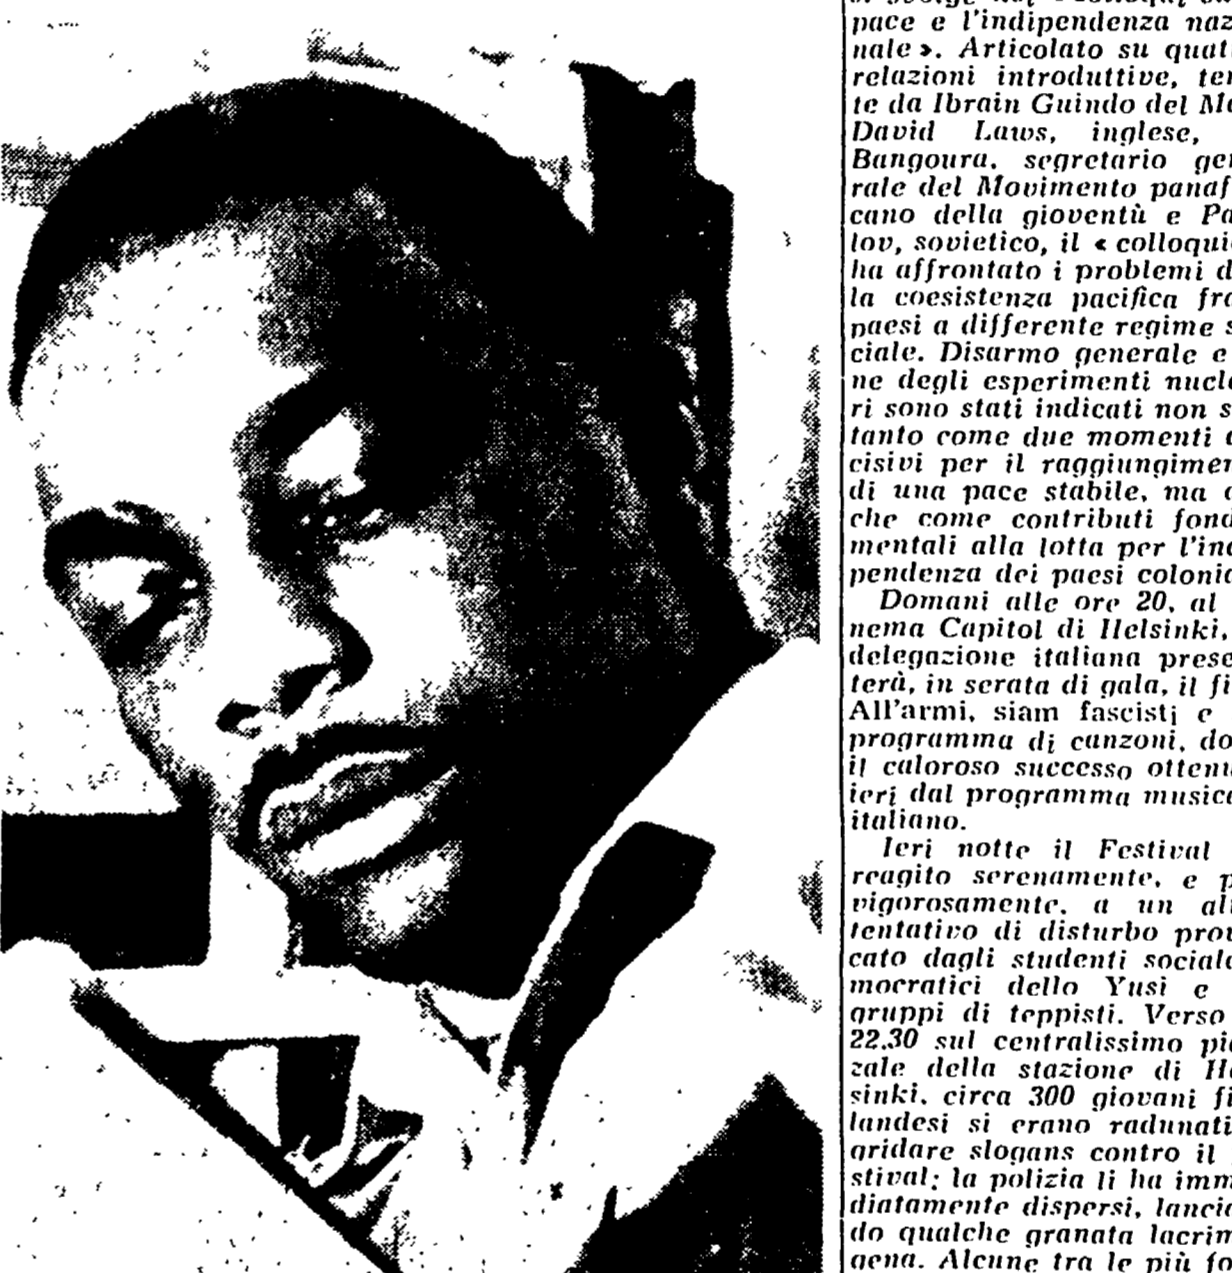 pace e l'indipendenza naz
nale ». Articolato su quat
relazioni introduttive, ten
te da Ibrain Guindo del Mo
David Laws, inglese,
Bangoura, segretario gen
rale del Movimento panaf
cano della gioventù e Pa
lov, sovietico, il « colloqui
ha affrontato i problemi d
la coesistenza pacifica fra
paesi a differente regime s
ciale. Disarmo generale e
ne degli esperimenti nucle
ri sono stati indicati non s
tanto come due momenti d
cisivi per il raggiungimen
di una pace stabile, ma a
che come contributi fond
mentali alla lotta per l'ind
pendenza dei paesi colonia
Domani alle ore 20, al
nema Capitol di Helsinki,
delegazione italiana prese
terà, in serata di gala, il fi
All'armi, siam fascisti e
programma di canzoni, do
il caloroso successo otten
ieri dal programma music
italiano.
Ieri notte il Festival
reagito serenamente, e p
vigorosamente, a un alt
tentativo di disturbo prov
cato dagli studenti sociald
mocratici dello Yusi e
gruppi di teppisti. Verso
22,30 sul centralissimo pia
zale della stazione di He
sinki, circa 300 giovani fi
landesi si erano radunati
gridare slogans contro il
stival; la polizia li ha imm
diatamente dispersi, lancia
do qualche granata lacrim
gena. Alcune tra le più fo